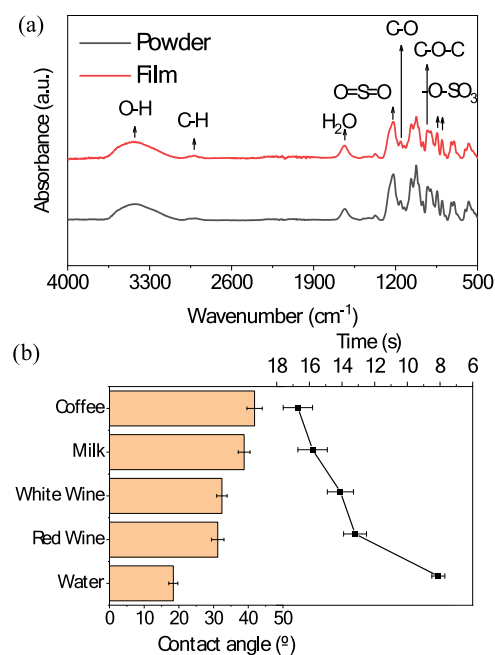 (a)
Powder
Film
C-O
C-O-C
O=S=O
-O-SO3
O-H
C-H
H2O
Absorbance (a.u.)
4000 3300 2600 1900 1200 500
Wavenumber (cm-1)
(b)
Time (s)
18 16 14 12 10 8 6
Coffee
Milk
White Wine
Red Wine
Water
0 10 20 30 40 50
Contact angle (º)